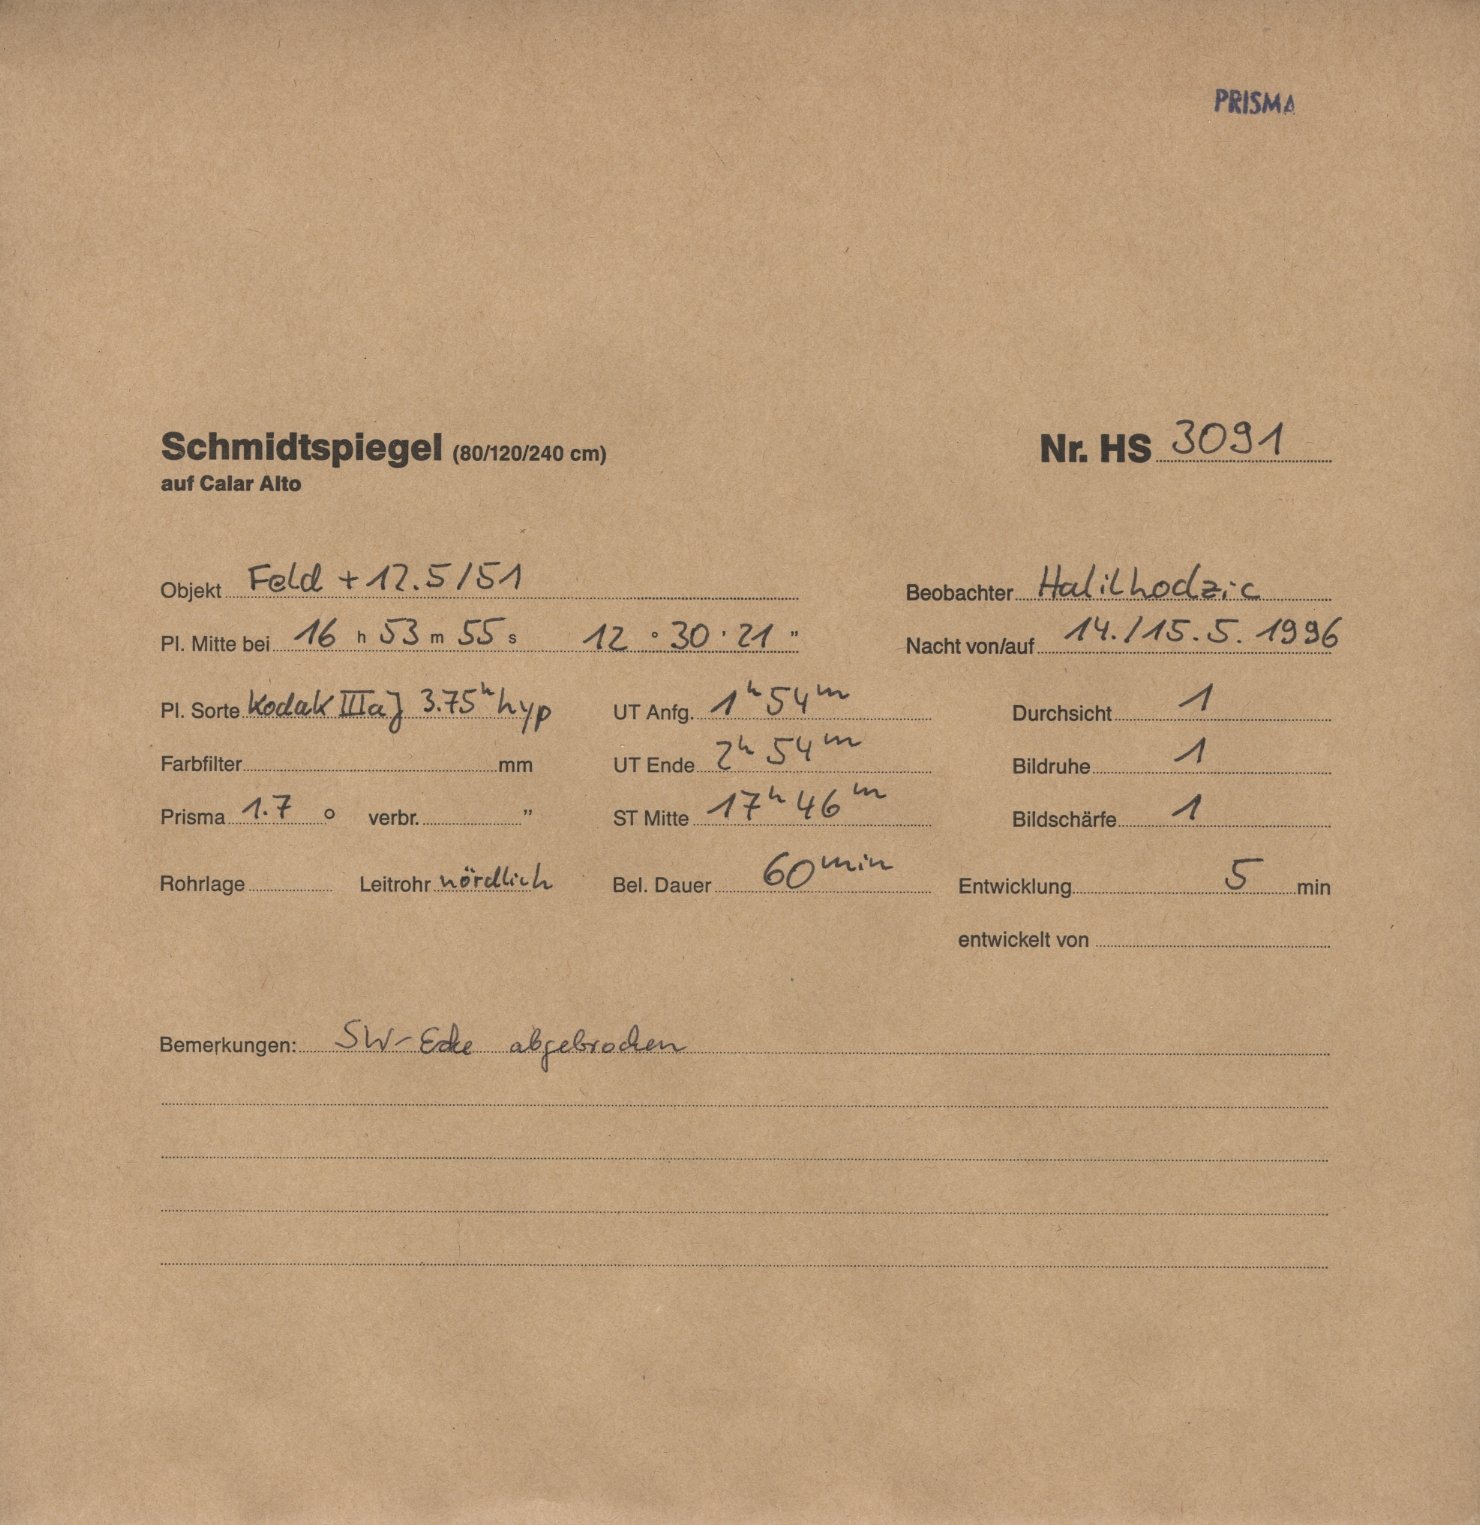 PRISMA
Schmidtspiegel (80/120/240 cm) Nr. HS 3091
auf Calar Alto
Objekt Feld +12.5/51 Beobachter Halilhodzic
Pl. Mitte bei 16 h 53 m 55 s 12 ° 30 ' 21 " Nacht von/auf 14./15.5. 1996
Pl. Sorte Kodak IIIaJ 3.75ʰ hyp UT Anfg. 1ʰ 54ᵐ Durchsicht 1
Farbfilter mm UT Ende 2ʰ 54ᵐ Bildruhe 1
Prisma 1.7 ° verbr. " ST Mitte 17ʰ 46ᵐ Bildschärfe 1
Rohrlage Leitrohr nördlich Bel. Dauer 60 min Entwicklung 5 min
entwickelt von
Bemerkungen: SW-Ecke abgebrochen